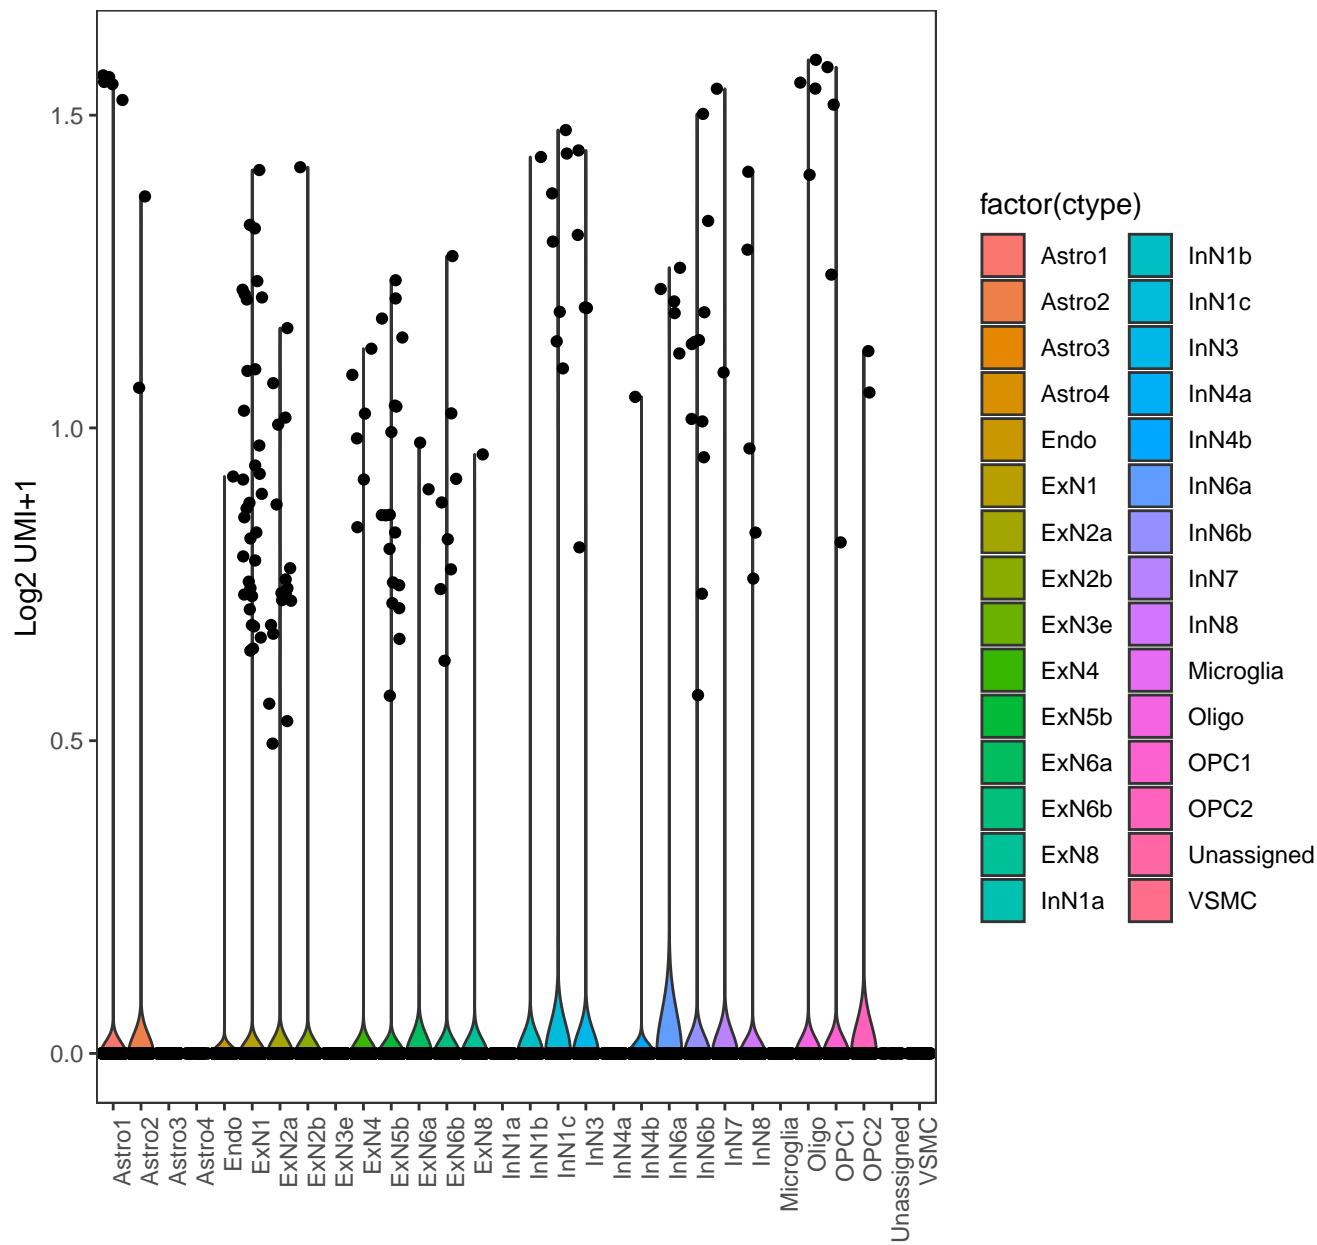 1.5
1.0
0.5
0.0
Log2 UMI+1
Astro1
Astro2
Astro3
Astro4
Endo
ExN1
ExN2a
ExN2b
ExN3e
ExN4
ExN5b
ExN6a
ExN6b
ExN8
InN1a
InN1b
InN1c
InN3
InN4a
InN4b
InN6a
InN6b
InN7
InN8
Microglia
Oligo
OPC1
OPC2
Unassigned
VSMC
factor(ctype)
Astro1
Astro2
Astro3
Astro4
Endo
ExN1
ExN2a
ExN2b
ExN3e
ExN4
ExN5b
ExN6a
ExN6b
ExN8
InN1a
InN1b
InN1c
InN3
InN4a
InN4b
InN6a
InN6b
InN7
InN8
Microglia
Oligo
OPC1
OPC2
Unassigned
VSMC